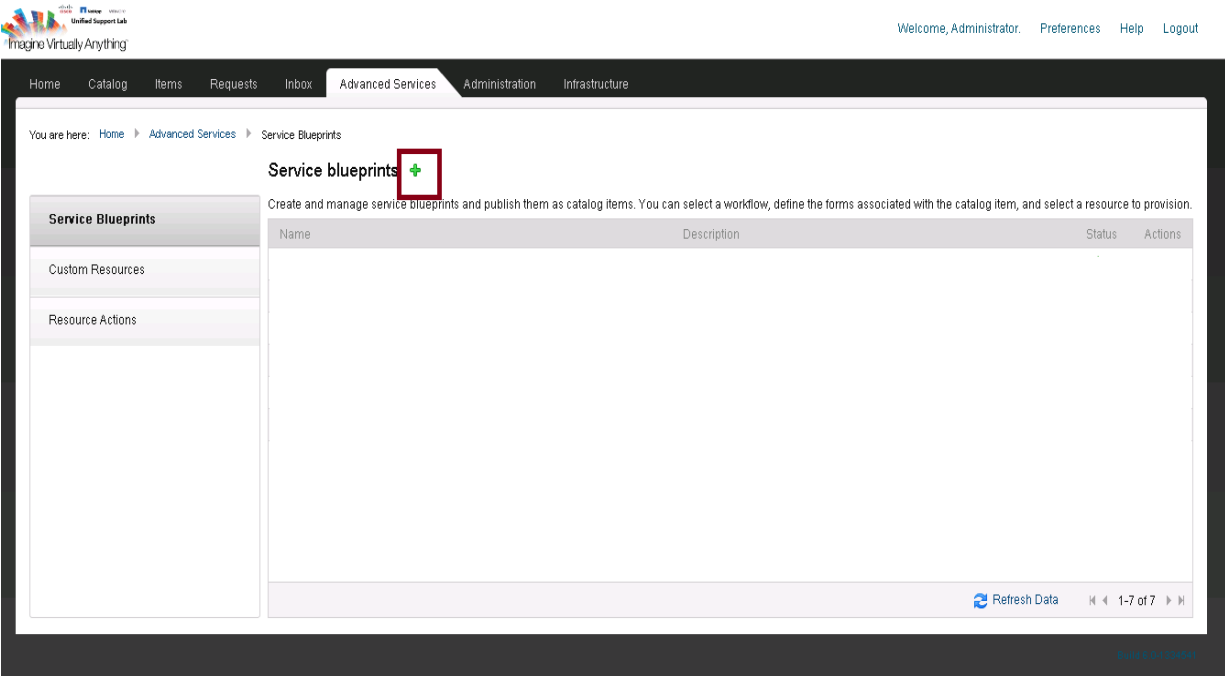 Unified Support Lab
Imagine Virtually Anything
Welcome, Administrator. Preferences Help Logout
Home Catalog Items Requests Inbox Advanced Services Administration Infrastructure
You are here: Home Advanced Services Service Blueprints
Service blueprints
Service Blueprints
Custom Resources
Resource Actions
Create and manage service blueprints and publish them as catalog items. You can select a workflow, define the forms associated with the catalog item, and select a resource to provision.
Name Description Status Actions
Refresh Data 1-7 of 7